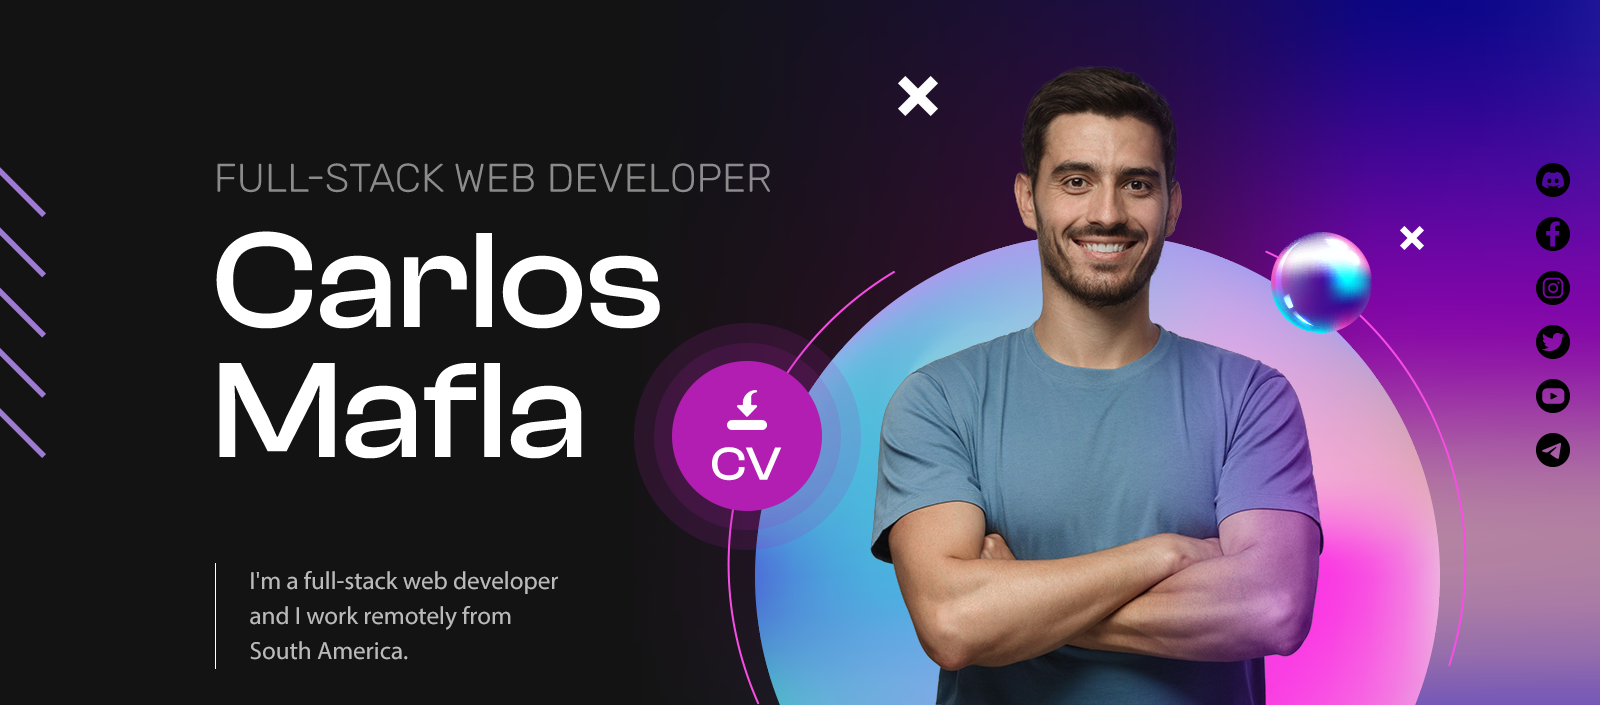 FULL-STACK WEB DEVELOPER
Carlos
Mafla
CV
I'm a full-stack web developer
and I work remotely from
South America.